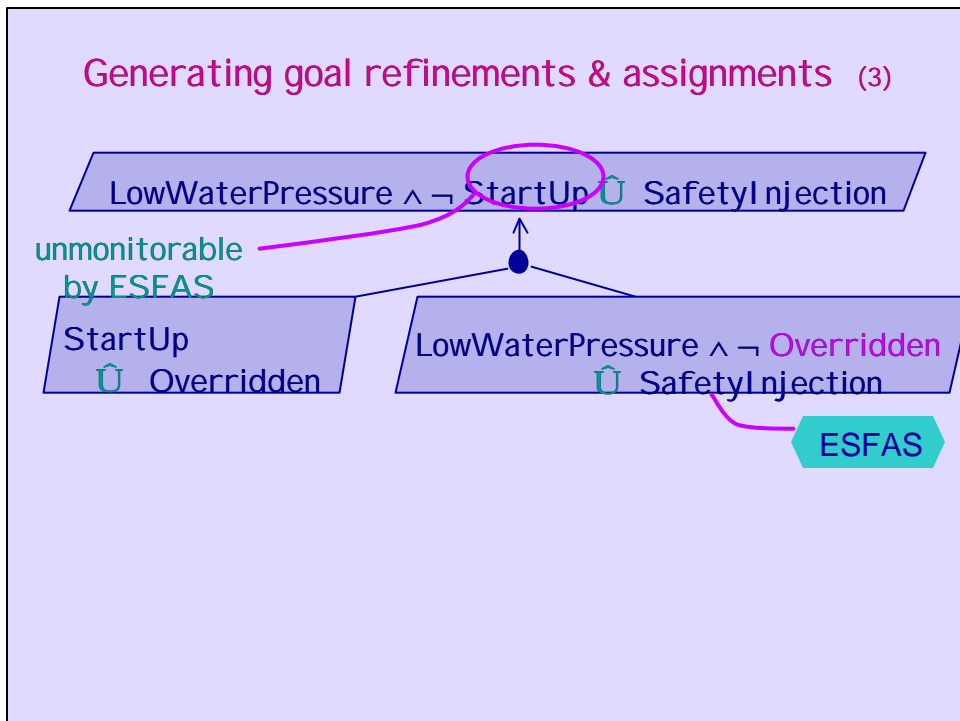 Generating goal refinements & assignments (3)
LowWaterPressure ∧ ¬ StartUp Û SafetyInjection
unmonitorable
by ESFAS
StartUp
Û Overridden
LowWaterPressure ∧ ¬ Overridden
Û SafetyInjection
ESFAS